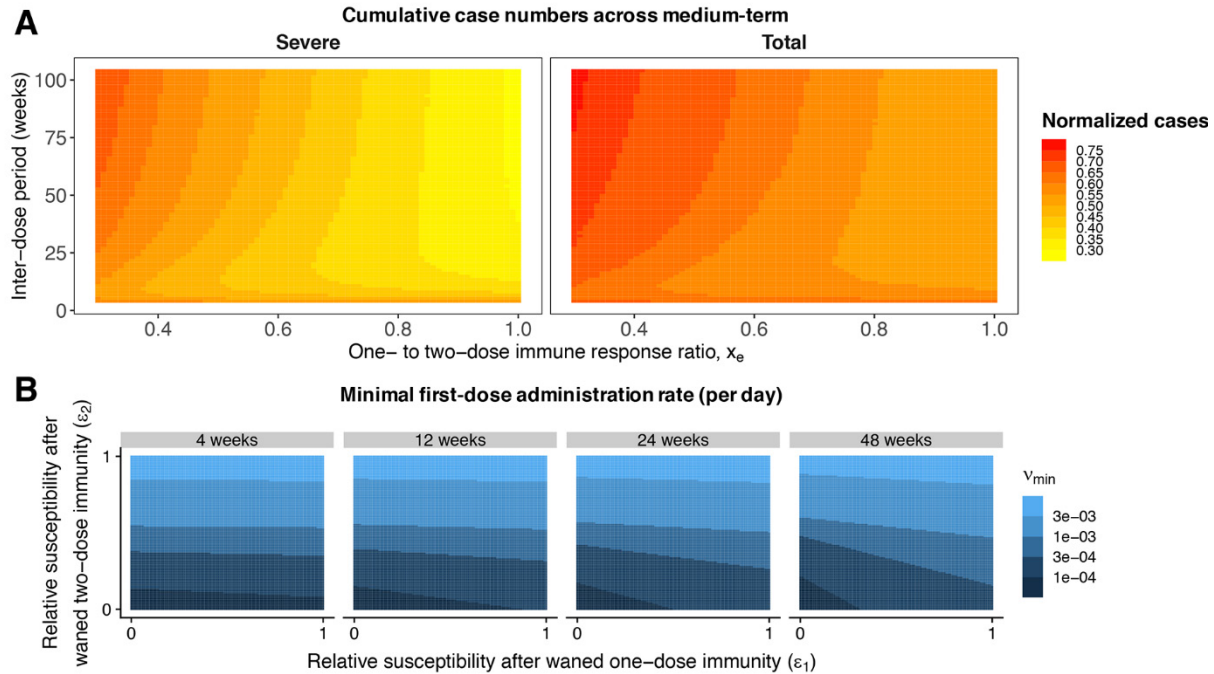 A
Cumulative case numbers across medium-term
Severe
Total
Inter−dose period (weeks)
100
75
50
25
0
0.4
0.6
0.8
1.0
0.4
0.6
0.8
1.0
One− to two−dose immune response ratio, xe
Normalized cases
0.75
0.70
0.65
0.60
0.55
0.50
0.45
0.40
0.35
0.30
B
Minimal first−dose administration rate (per day)
Relative susceptibility after
waned two−dose immunity (ε2)
4 weeks
12 weeks
24 weeks
48 weeks
1
0
0
1
0
1
0
1
0
1
Relative susceptibility after waned one−dose immunity (ε1)
νmin
3e−03
1e−03
3e−04
1e−04